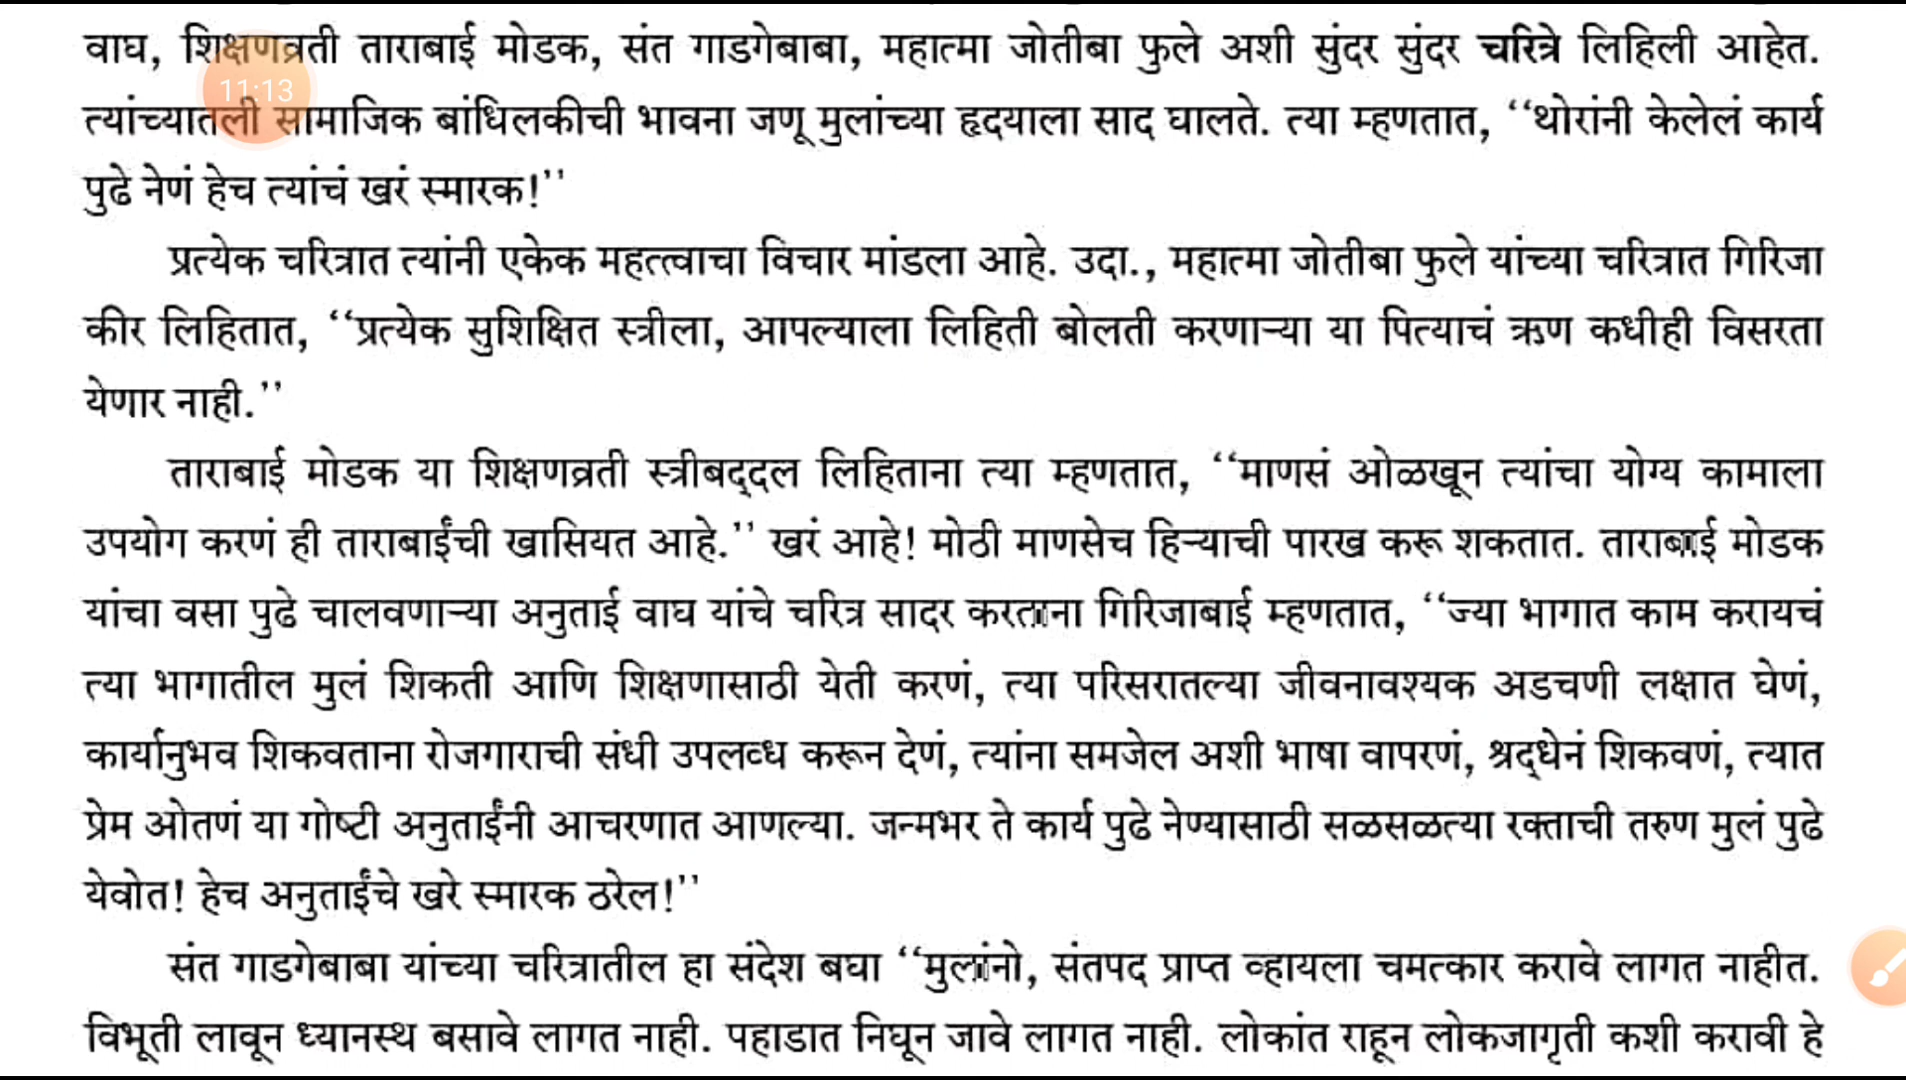 वाघ, शिक्षणव्रती ताराबाई मोडक, संत गाडगेबाबा, महात्मा जोतीबा फुले अशी सुंदर सुंदर चरित्रे लिहिली आहेत.
11:13
त्यांच्यातली सामाजिक बांधिलकीची भावना जणू मुलांच्या हृदयाला साद घालते. त्या म्हणतात, ‘‘थोरांनी केलेलं कार्य
पुढे नेणं हेच त्यांचं खरं स्मारक!’’
प्रत्येक चरित्रात त्यांनी एकेक महत्त्वाचा विचार मांडला आहे. उदा., महात्मा जोतीबा फुले यांच्या चरित्रात गिरिजा
कीर लिहितात, ‘‘प्रत्येक सुशिक्षित स्त्रीला, आपल्याला लिहिती बोलती करणाऱ्या या पित्याचं ऋण कधीही विसरता
येणार नाही.’’
ताराबाई मोडक या शिक्षणव्रती स्त्रीबद्दल लिहिताना त्या म्हणतात, ‘‘माणसं ओळखून त्यांचा योग्य कामाला
उपयोग करणं ही ताराबाईंची खासियत आहे.’’ खरं आहे! मोठी माणसेच हिऱ्याची पारख करू शकतात. ताराबाई मोडक
यांचा वसा पुढे चालवणाऱ्या अनुताई वाघ यांचे चरित्र सादर करताना गिरिजाबाई म्हणतात, ‘‘ज्या भागात काम करायचं
त्या भागातील मुलं शिकती आणि शिक्षणासाठी येती करणं, त्या परिसरातल्या जीवनावश्यक अडचणी लक्षात घेणं,
कार्यानुभव शिकवताना रोजगाराची संधी उपलब्ध करून देणं, त्यांना समजेल अशी भाषा वापरणं, श्रद्धेनं शिकवणं, त्यात
प्रेम ओतणं या गोष्टी अनुताईंनी आचरणात आणल्या. जन्मभर ते कार्य पुढे नेण्यासाठी सळसळत्या रक्ताची तरुण मुलं पुढे
येवोत! हेच अनुताईंचे खरे स्मारक ठरेल!’’
संत गाडगेबाबा यांच्या चरित्रातील हा संदेश बघा ‘‘मुलांनो, संतपद प्राप्त व्हायला चमत्कार करावे लागत नाहीत.
विभूती लावून ध्यानस्थ बसावे लागत नाही. पहाडात निघून जावे लागत नाही. लोकांत राहून लोकजागृती कशी करावी हे